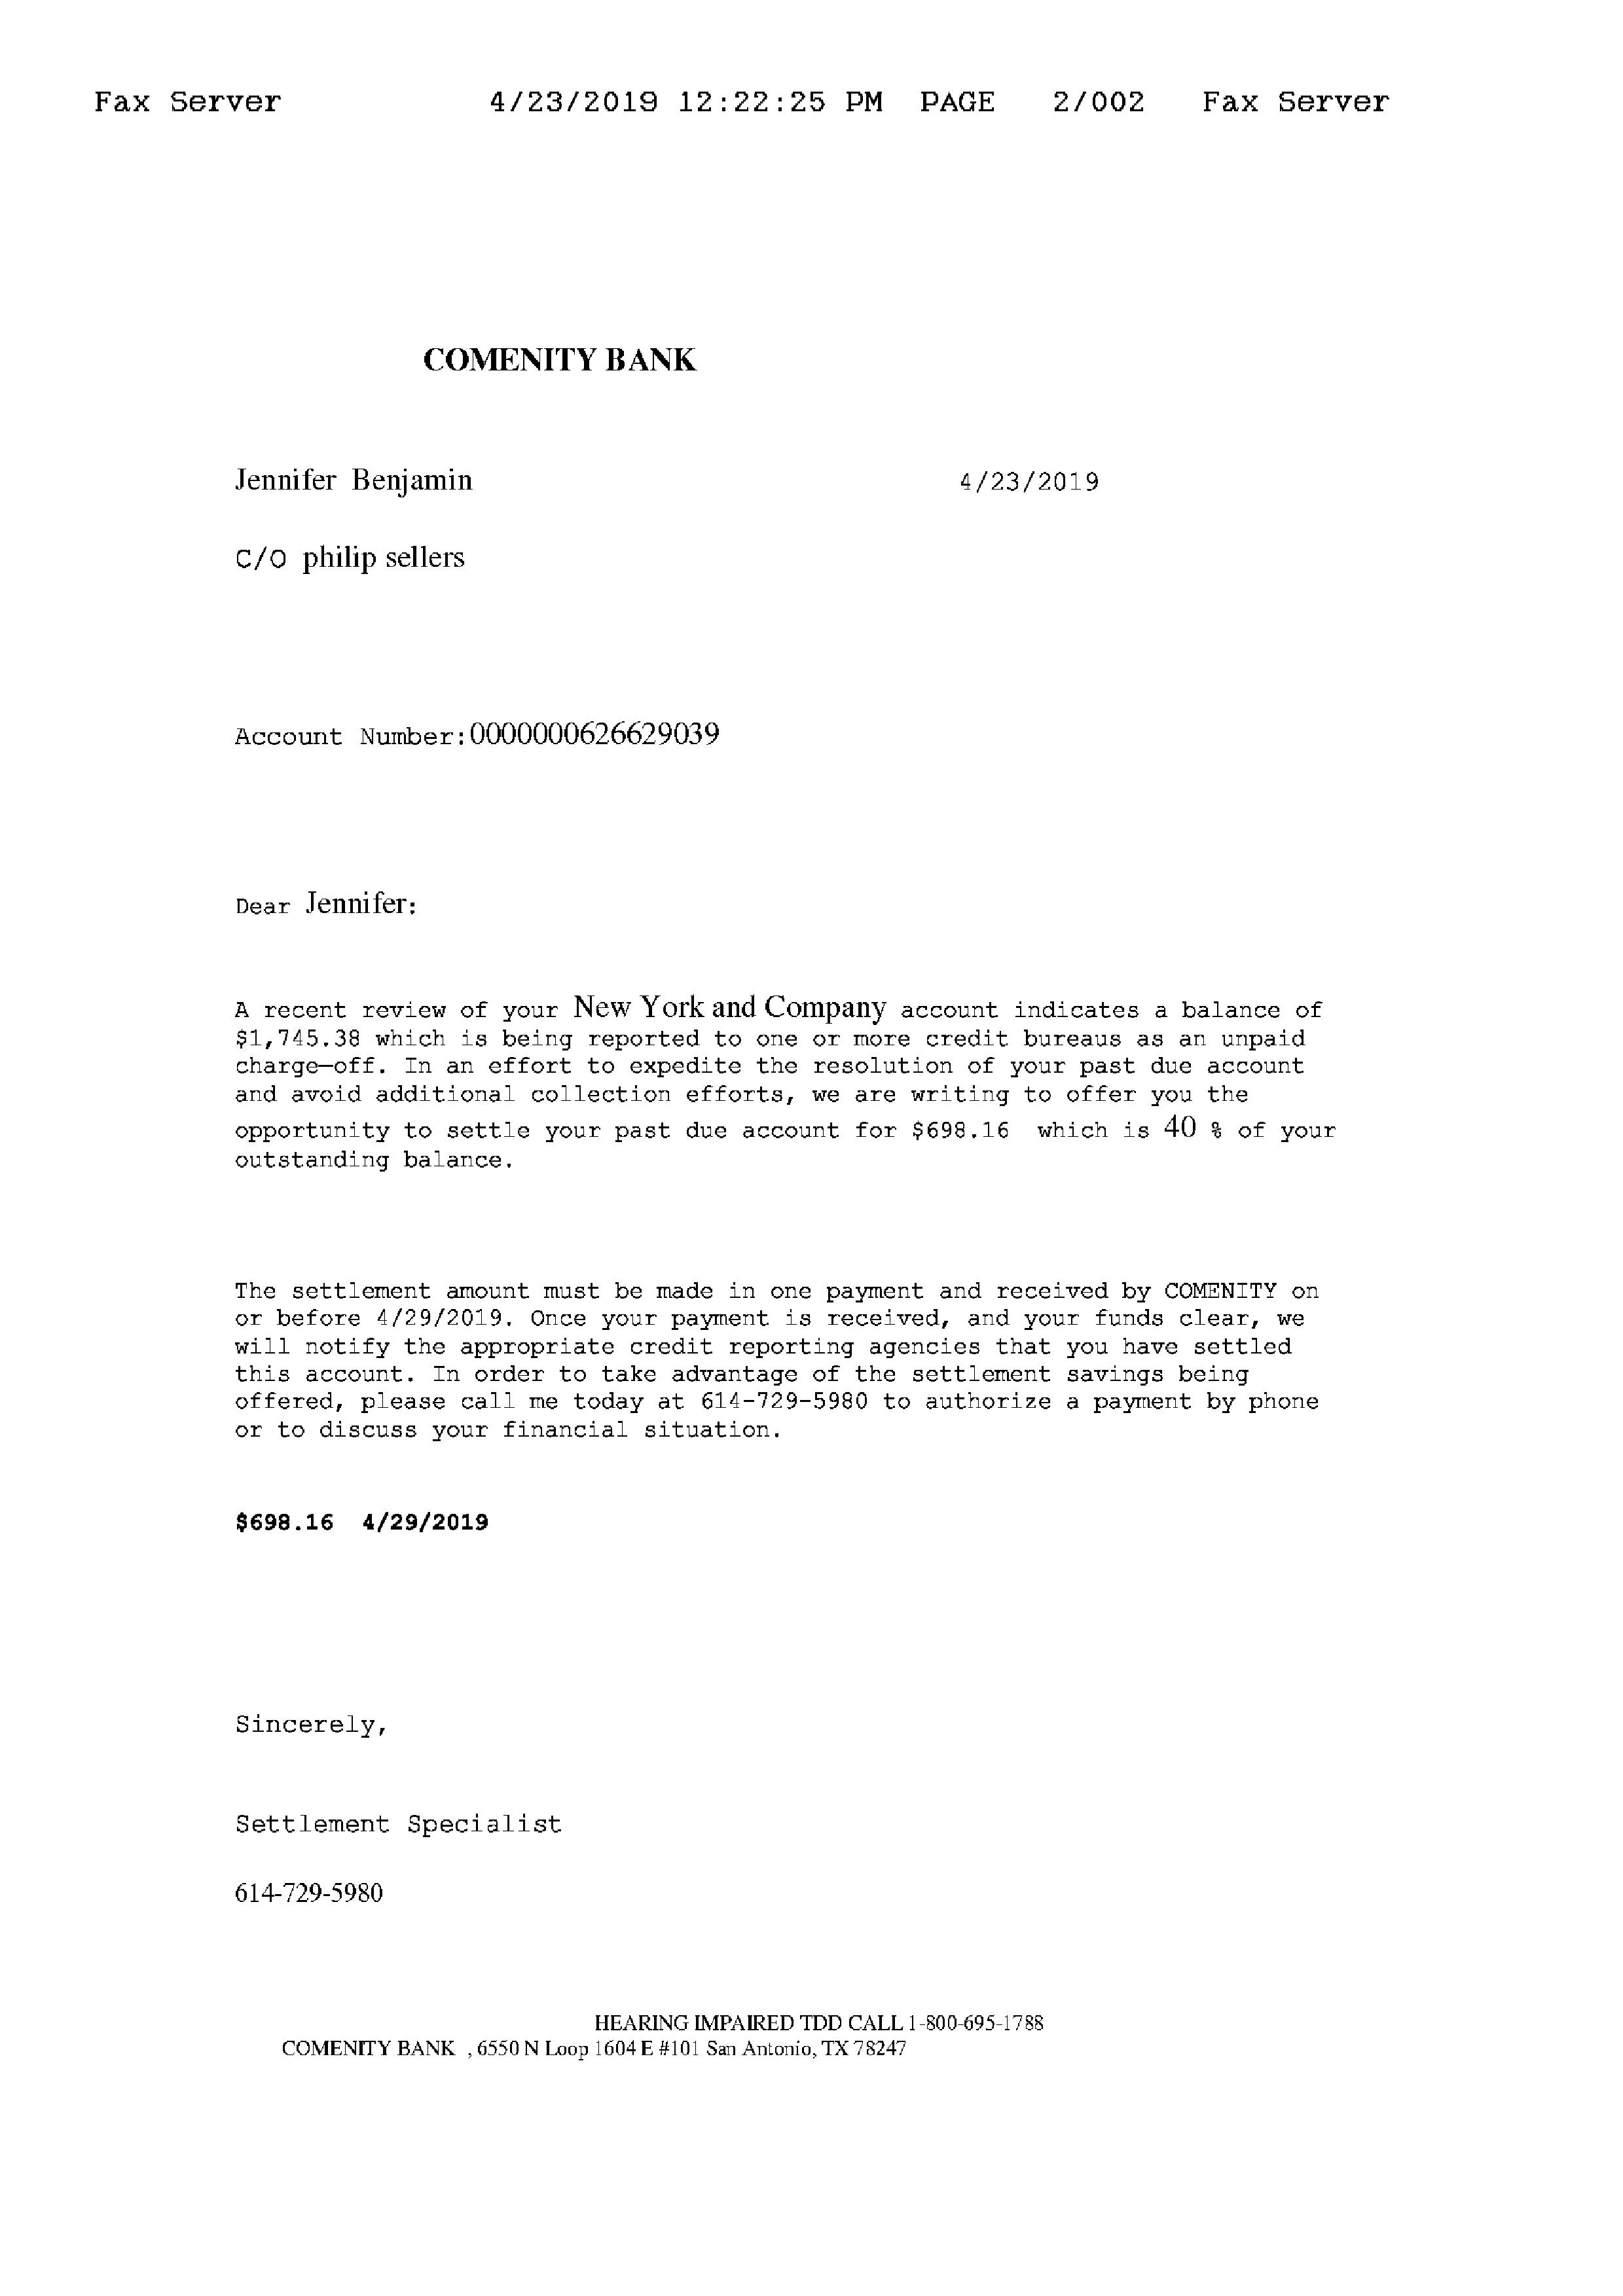 Fax Server 4/23/2019 12:22:25 PM PAGE 2/002 Fax Server
COMENITY BANK
Jennifer Benjamin 4/23/2019
C/O philip sellers
Account Number:0000000626629039
Dear Jennifer:
A recent review of your New York and Company account indicates a balance of
$1,745.38 which is being reported to one or more credit bureaus as an unpaid
charge—off. In an effort to expedite the resolution of your past due account
and avoid additional collection efforts, we are writing to offer you the
opportunity to settle your past due account for $698.16 which is 40 % of your
outstanding balance.
The settlement amount must be made in one payment and received by COMENITY on
or before 4/29/2019. Once your payment is received, and your funds clear, we
will notify the appropriate credit reporting agencies that you have settled
this account. In order to take advantage of the settlement savings being
offered, please call me today at 614-729-5980 to authorize a payment by phone
or to discuss your financial situation.
$698.16 4/29/2019
Sincerely,
Settlement Specialist
614-729-5980
HEARING IMPAIRED TDD CALL 1-800-695-1788
COMENITY BANK , 6550 N Loop 1604 E #101 San Antonio, TX 78247